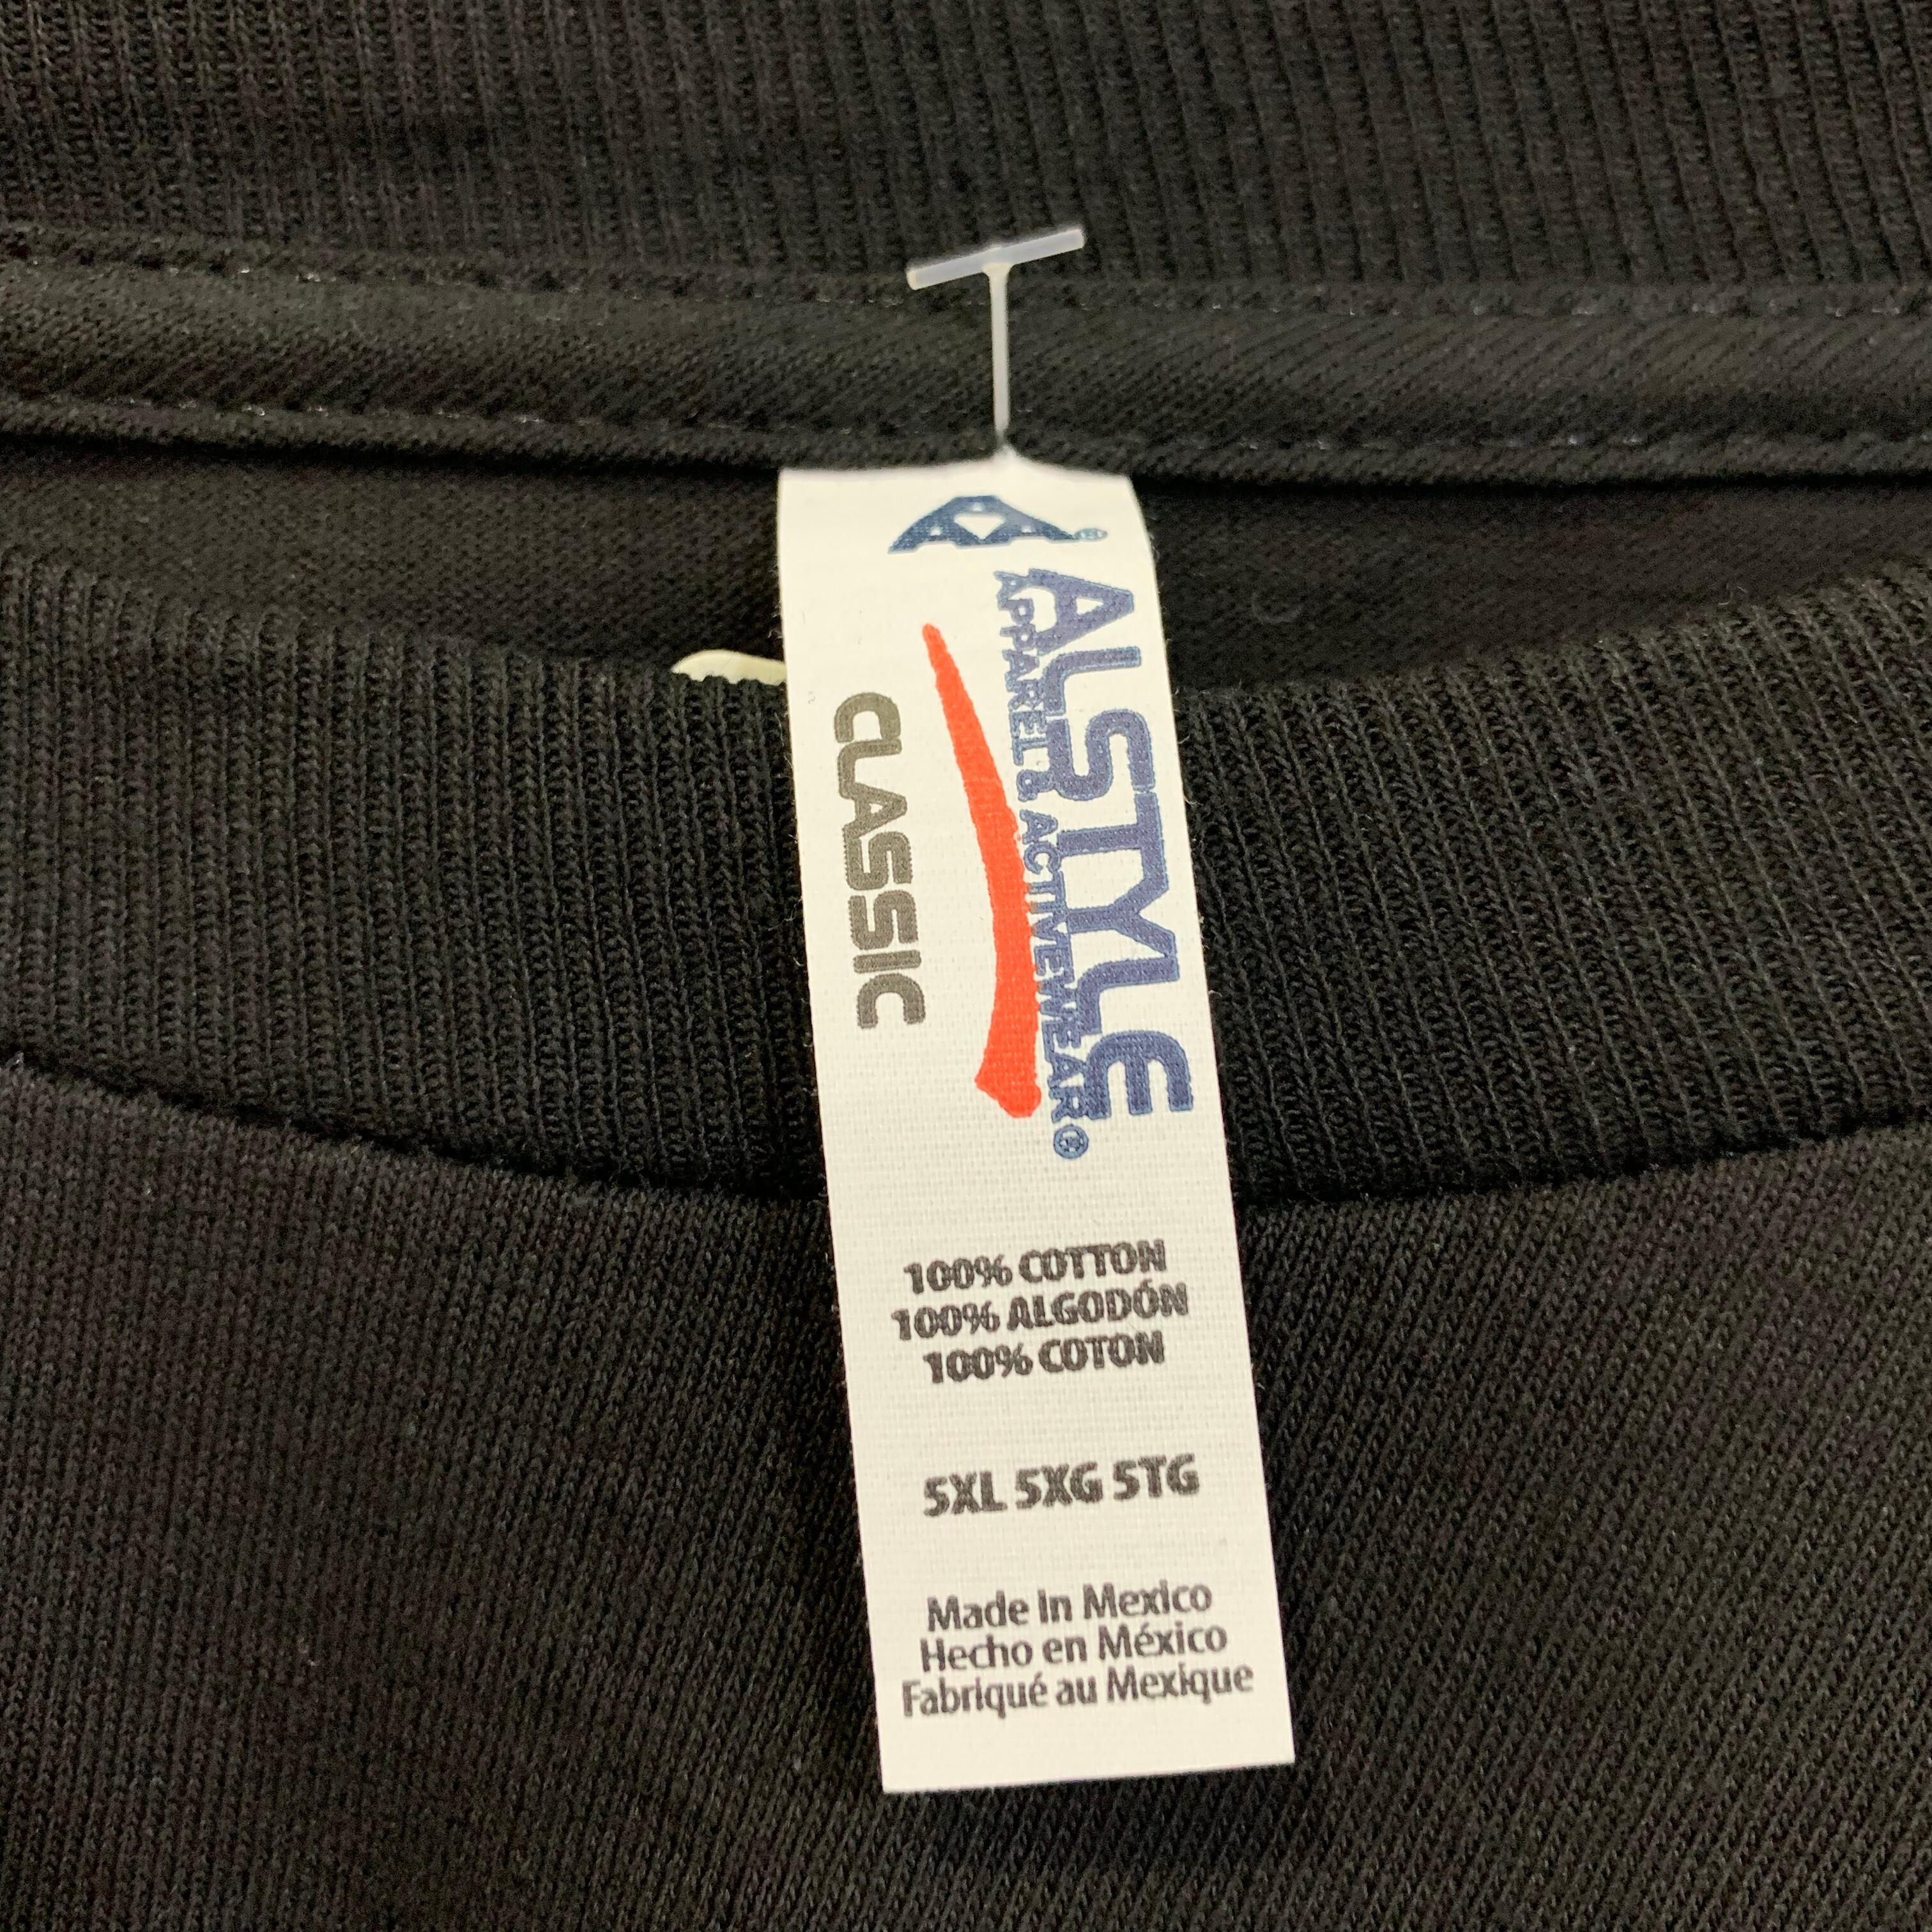 ALSTYLE
APPAREL & ACTIVEWEAR®
CLASSIC
100% COTTON
100% ALGODÓN
100% COTON
5XL 5XG 5TG
Made In Mexico
Hecho en México
Fabriqué au Mexique